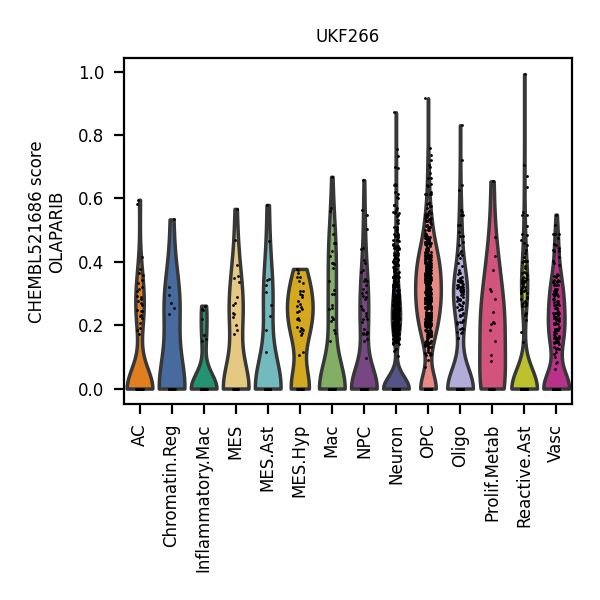 UKF266
CHEMBL521686 score
OLAPARIB
1.0
0.8
0.6
0.4
0.2
0.0
AC
Chromatin.Reg
Inflammatory.Mac
MES
MES.Ast
MES.Hyp
Mac
NPC
Neuron
OPC
Oligo
Prolif.Metab
Reactive.Ast
Vasc